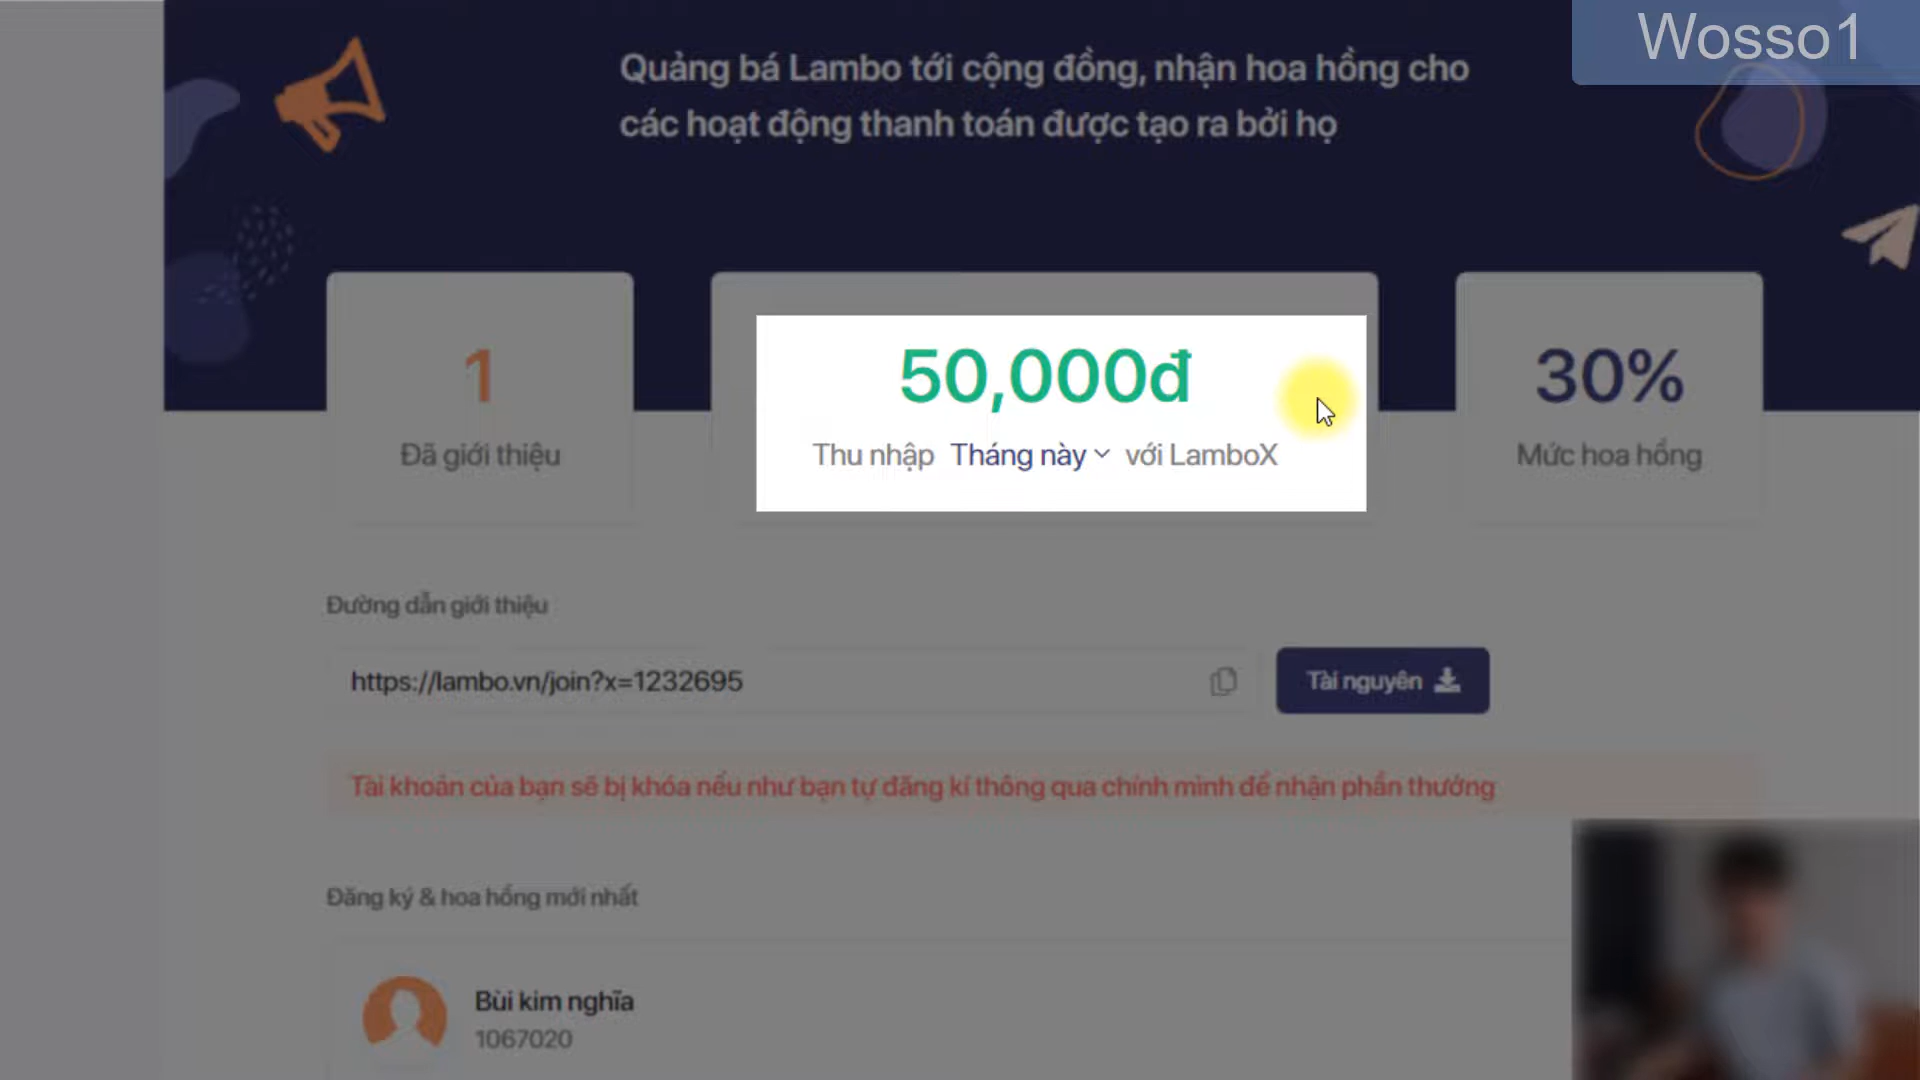 Wosso1
Quảng bá Lambo tới cộng đồng, nhận hoa hồng cho
các hoạt động thanh toán được tạo ra bởi họ
1
Đã giới thiệu
50,000đ
Thu nhập Tháng này với LamboX
30%
Mức hoa hồng
Đường dẫn giới thiệu
https://lambo.vn/join?x=1232695
Tài nguyên
Tài khoản của bạn sẽ bị khóa nếu như bạn tự đăng kí thông qua chính mình để nhận phần thưởng
Đăng ký & hoa hồng mới nhất
Bùi kim nghĩa
1067020